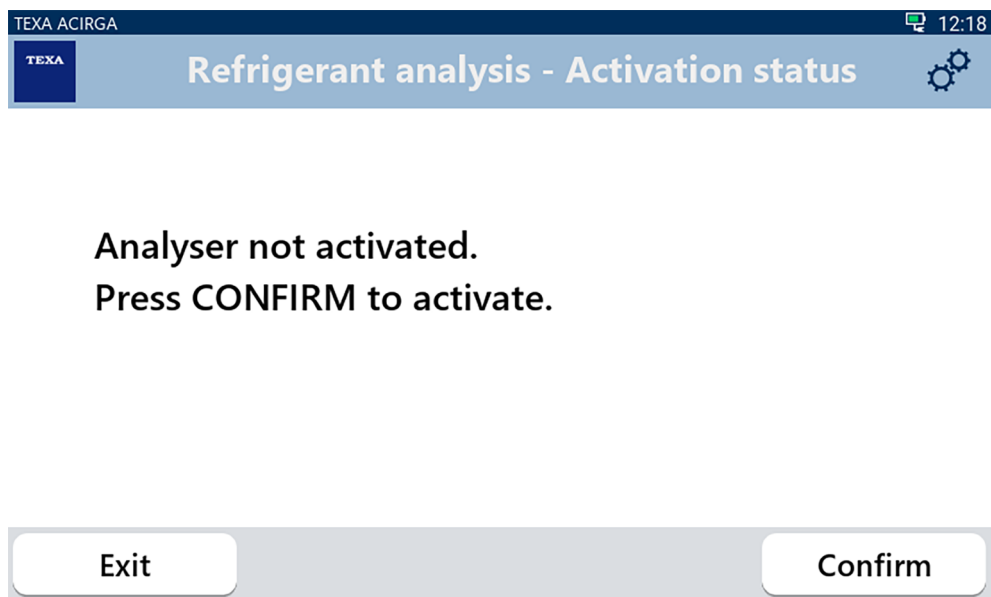 TEXA ACIRGA 12:18
TEXA
Refrigerant analysis - Activation status
Analyser not activated.
Press CONFIRM to activate.
Exit Confirm